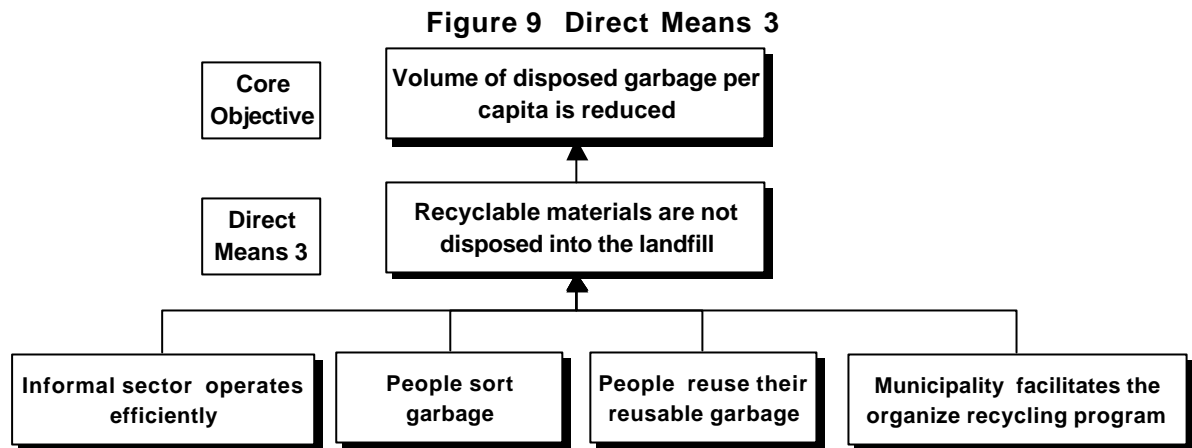 Figure 9 Direct Means 3
Core
Objective
Volume of disposed garbage per
capita is reduced
Direct
Means 3
Recyclable materials are not
disposed into the landfill
Informal sector operates
efficiently
People sort
garbage
People reuse their
reusable garbage
Municipality facilitates the
organize recycling program